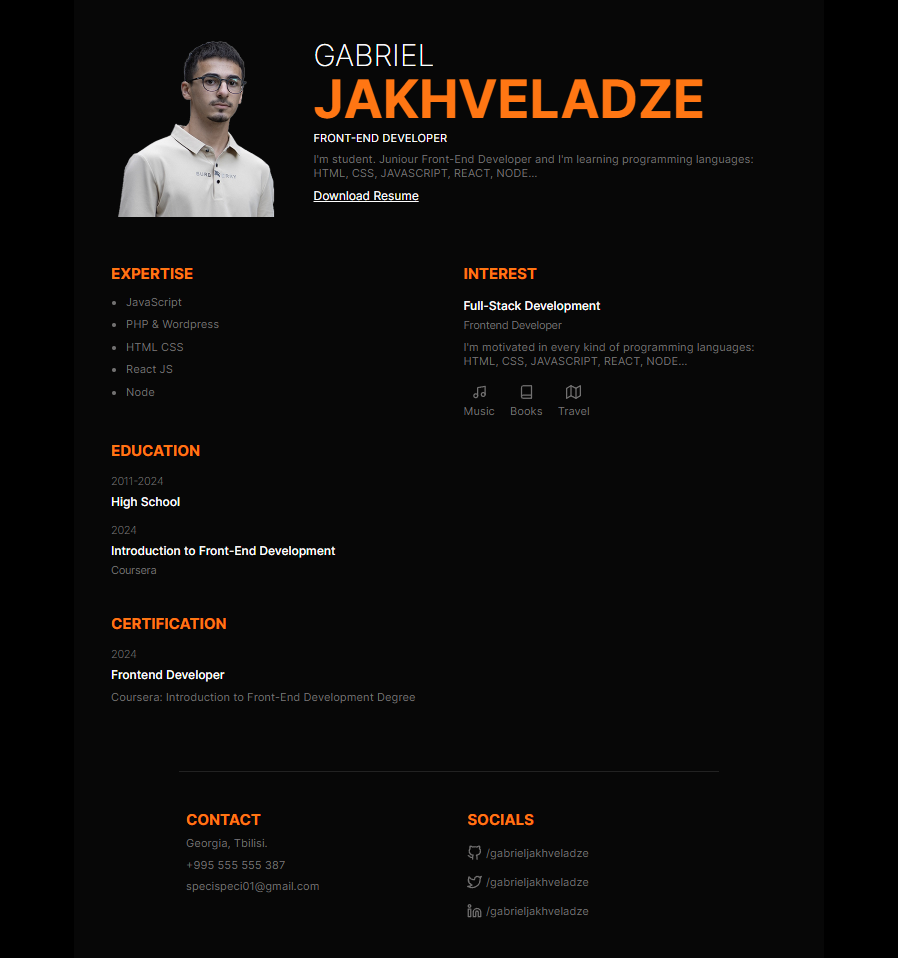 GABRIEL
JAKHVELADZE
FRONT-END DEVELOPER
I'm student. Juniour Front-End Developer and I'm learning programming languages:
HTML, CSS, JAVASCRIPT, REACT, NODE...
Download Resume
EXPERTISE
JavaScript
PHP & Wordpress
HTML CSS
React JS
Node
INTEREST
Full-Stack Development
Frontend Developer
I'm motivated in every kind of programming languages:
HTML, CSS, JAVASCRIPT, REACT, NODE...
Music Books Travel
EDUCATION
2011-2024
High School
2024
Introduction to Front-End Development
Coursera
CERTIFICATION
2024
Frontend Developer
Coursera: Introduction to Front-End Development Degree
CONTACT
Georgia, Tbilisi.
+995 555 555 387
specispeci01@gmail.com
SOCIALS
/gabrieljakhveladze
/gabrieljakhveladze
/gabrieljakhveladze